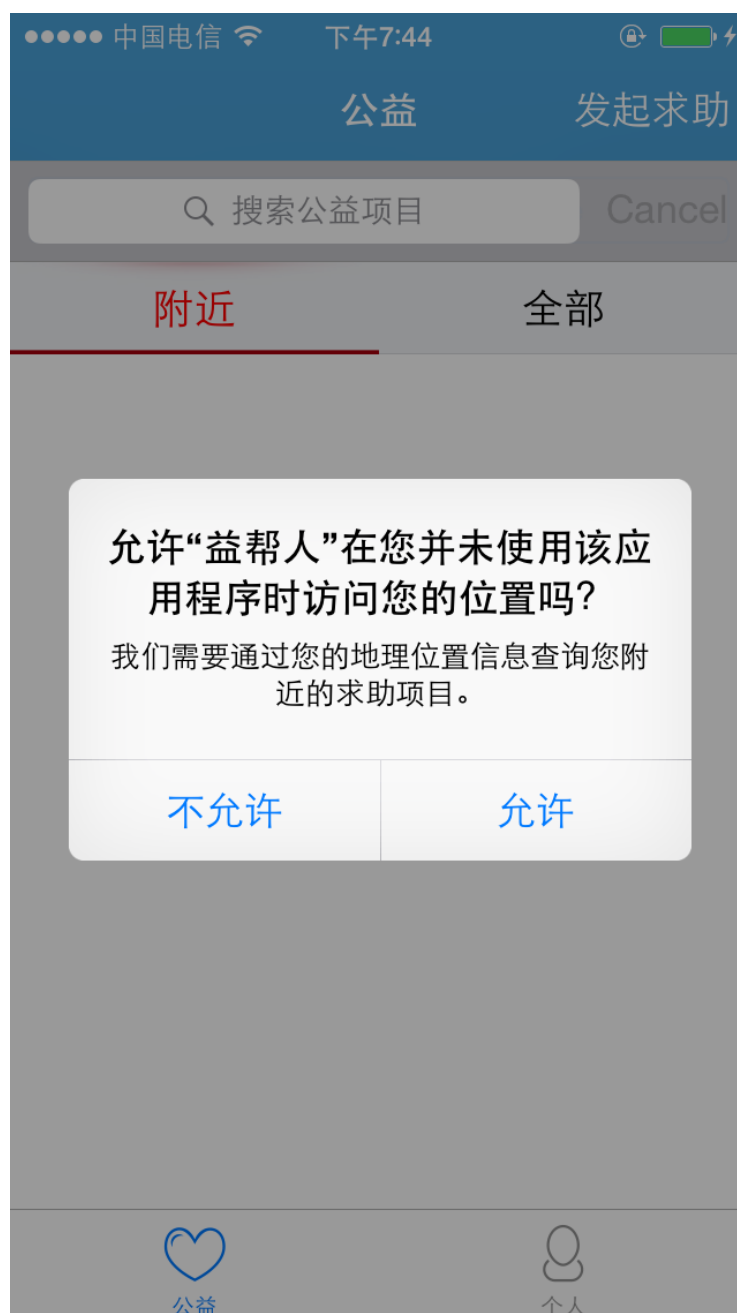 中国电信 下午7:44
公益 发起求助
搜索公益项目 Cancel
附近 全部
允许“益帮人”在您并未使用该应
用程序时访问您的位置吗？
我们需要通过您的地理位置信息查询您附
近的求助项目。
不允许 允许
公益 个人